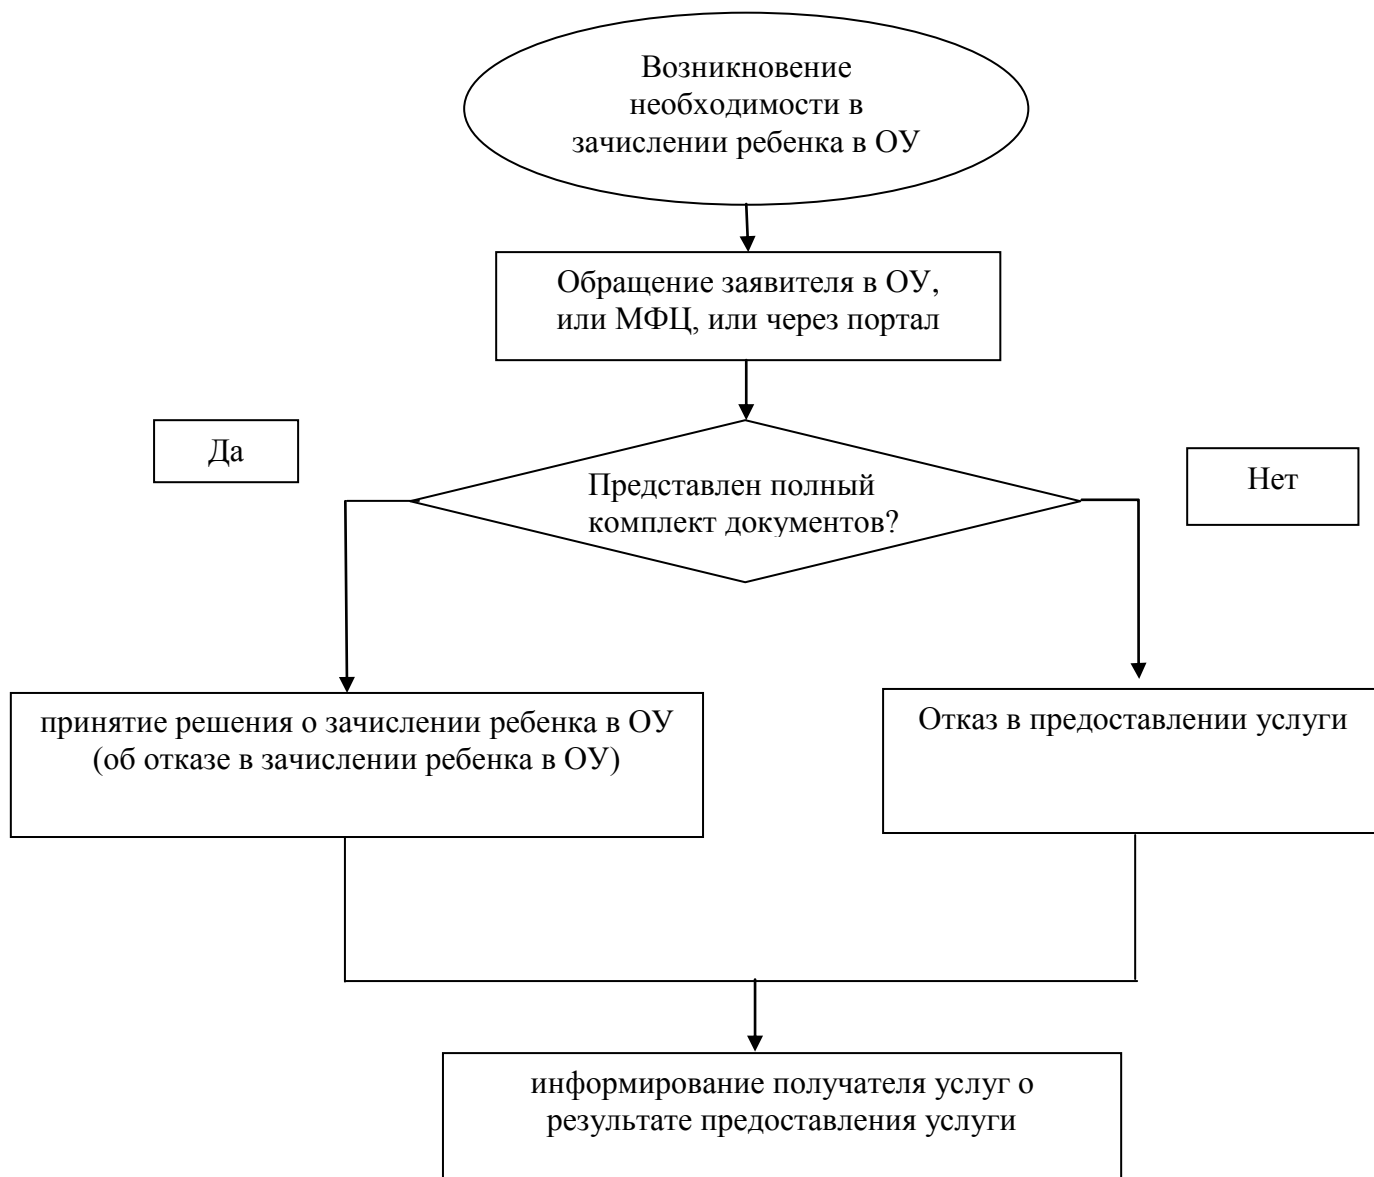 Возникновение
необходимости в
зачислении ребенка в ОУ
Обращение заявителя в ОУ,
или МФЦ, или через портал
Да
Представлен полный
комплект документов?
Нет
принятие решения о зачислении ребенка в ОУ
(об отказе в зачислении ребенка в ОУ)
Отказ в предоставлении услуги
информирование получателя услуг о
результате предоставления услуги